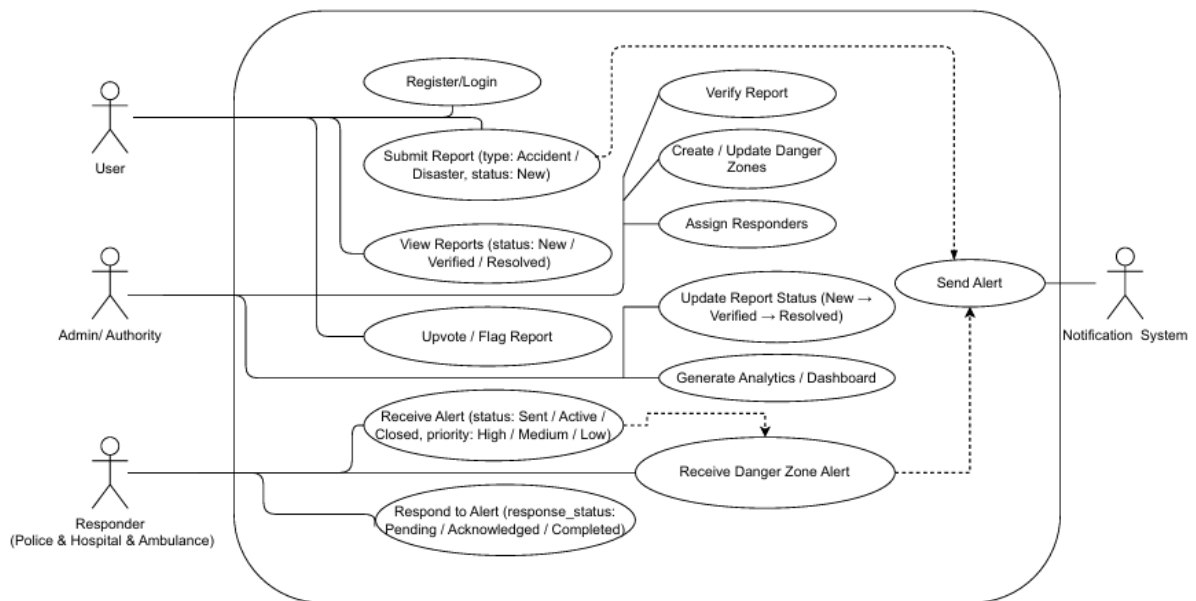 Register/Login
Verify Report
User
Submit Report (type: Accident /
Disaster, status: New)
Create / Update Danger
Zones
Assign Responders
View Reports (status: New /
Verified / Resolved)
Send Alert
Admin/ Authority
Update Report Status (New →
Verified → Resolved)
Notification System
Upvote / Flag Report
Generate Analytics / Dashboard
Receive Alert (status: Sent / Active /
Closed, priority: High / Medium / Low)
Receive Danger Zone Alert
Responder
(Police & Hospital & Ambulance)
Respond to Alert (response_status:
Pending / Acknowledged / Completed)